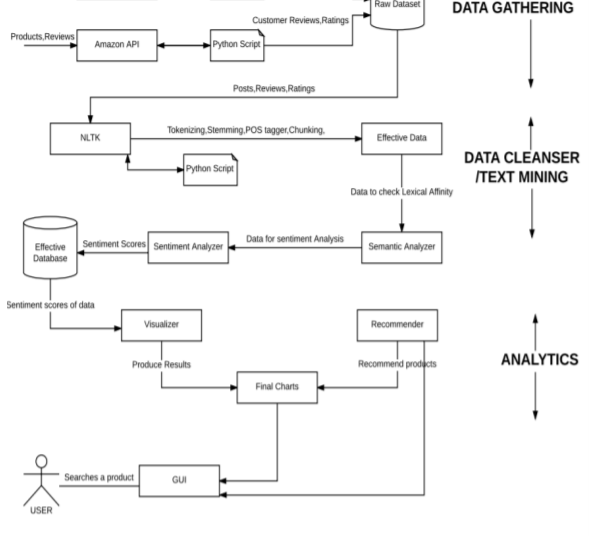 Raw Dataset
DATA GATHERING
Customer Reviews,Ratings
Products,Reviews
Amazon API
Python Script
Posts,Reviews,Ratings
NLTK
Tokenizing,Stemming,POS tagger,Chunking,
Effective Data
Python Script
DATA CLEANSER
/TEXT MINING
Data to check Lexical Affinity
Effective
Database
Sentiment Scores
Sentiment Analyzer
Data for sentiment Analysis
Semantic Analyzer
Sentiment scores of data
Visualizer
Recommender
ANALYTICS
Produce Results
Recommend products
Final Charts
Searches a product
GUI
USER